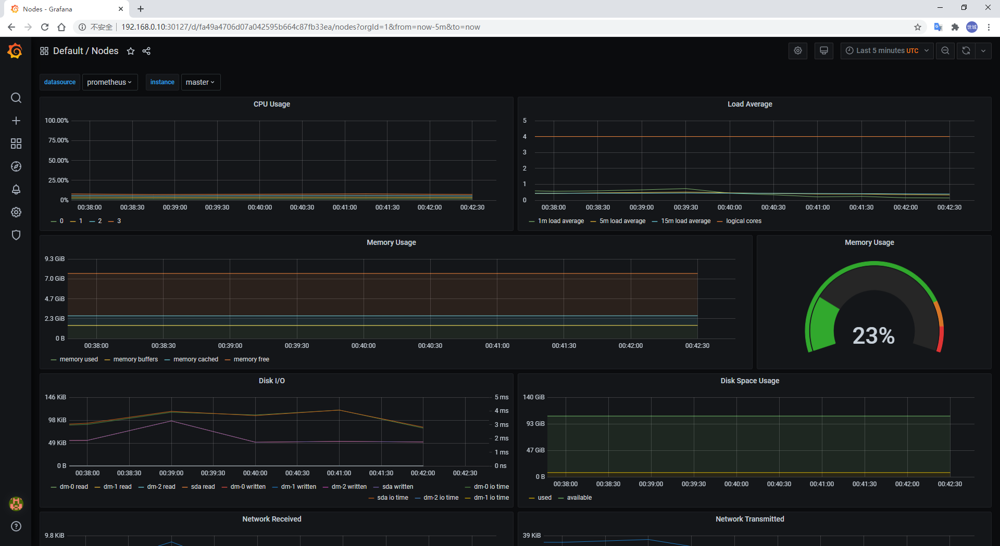 Nodes - Grafana
不安全 192.168.0.10:30127/d/fa49a4706d07a042595b664c87fb33ea/nodes?orgId=1&from=now-5m&to=now
世城
Default / Nodes
Last 5 minutes UTC
datasource prometheus instance master
CPU Usage
100.00%
75.00%
50.00%
25.00%
0%
00:38:00 00:38:30 00:39:00 00:39:30 00:40:00 00:40:30 00:41:00 00:41:30 00:42:00 00:42:30
0 1 2 3
Load Average
5
4
3
2
1
0
00:38:00 00:38:30 00:39:00 00:39:30 00:40:00 00:40:30 00:41:00 00:41:30 00:42:00 00:42:30
1m load average 5m load average 15m load average logical cores
Memory Usage
9.3 GiB
7.0 GiB
4.7 GiB
2.3 GiB
0 B
00:38:00 00:38:30 00:39:00 00:39:30 00:40:00 00:40:30 00:41:00 00:41:30 00:42:00 00:42:30
memory used memory buffers memory cached memory free
Memory Usage
23%
Disk I/O
146 KiB
98 KiB
49 KiB
0 B
5 ms
4 ms
3 ms
2 ms
1 ms
0 ns
00:38:00 00:38:30 00:39:00 00:39:30 00:40:00 00:40:30 00:41:00 00:41:30 00:42:00 00:42:30
dm-0 read dm-1 read dm-2 read sda read dm-0 written dm-1 written dm-2 written sda written dm-0 io time
sda io time dm-2 io time dm-1 io time
Disk Space Usage
140 GiB
93 GiB
47 GiB
0 B
00:38:00 00:38:30 00:39:00 00:39:30 00:40:00 00:40:30 00:41:00 00:41:30 00:42:00 00:42:30
used available
Network Received
9.8 KiB
Network Transmitted
39 KiB